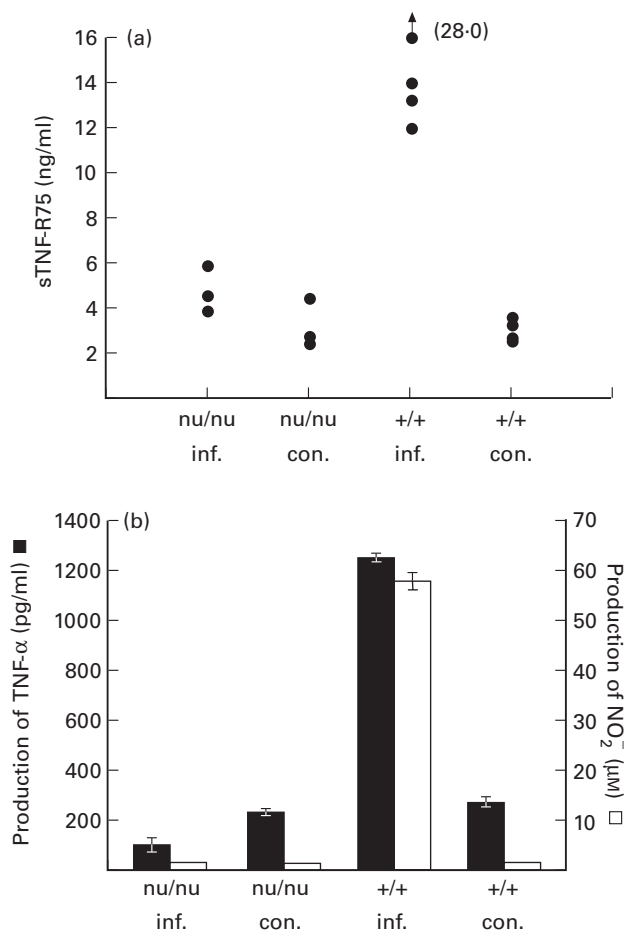 (a)
(28·0)
16
14
12
10
8
6
4
2
sTNF-R75 (ng/ml)
nu/nu nu/nu +/+ +/+
inf. con. inf. con.
(b)
1400
1200
1000
800
600
400
200
Production of TNF-α (pg/ml) ■
70
60
50
40
30
20
10
Production of NO₂⁻ (μM) □
nu/nu nu/nu +/+ +/+
inf. con. inf. con.